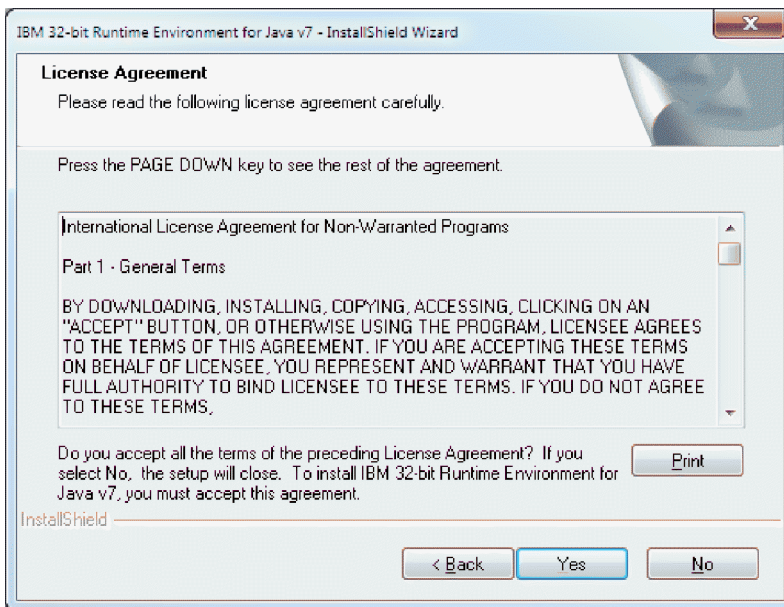 IBM 32-bit Runtime Environment for Java v7 - InstallShield Wizard
License Agreement
Please read the following license agreement carefully.
Press the PAGE DOWN key to see the rest of the agreement.
International License Agreement for Non-Warranted Programs
Part 1 - General Terms
BY DOWNLOADING, INSTALLING, COPYING, ACCESSING, CLICKING ON AN
"ACCEPT" BUTTON, OR OTHERWISE USING THE PROGRAM, LICENSEE AGREES
TO THE TERMS OF THIS AGREEMENT. IF YOU ARE ACCEPTING THESE TERMS
ON BEHALF OF LICENSEE, YOU REPRESENT AND WARRANT THAT YOU HAVE
FULL AUTHORITY TO BIND LICENSEE TO THESE TERMS. IF YOU DO NOT AGREE
TO THESE TERMS,
Do you accept all the terms of the preceding License Agreement? If you
select No, the setup will close. To install IBM 32-bit Runtime Environment for
Java v7, you must accept this agreement.
Print
InstallShield
< Back
Yes
No